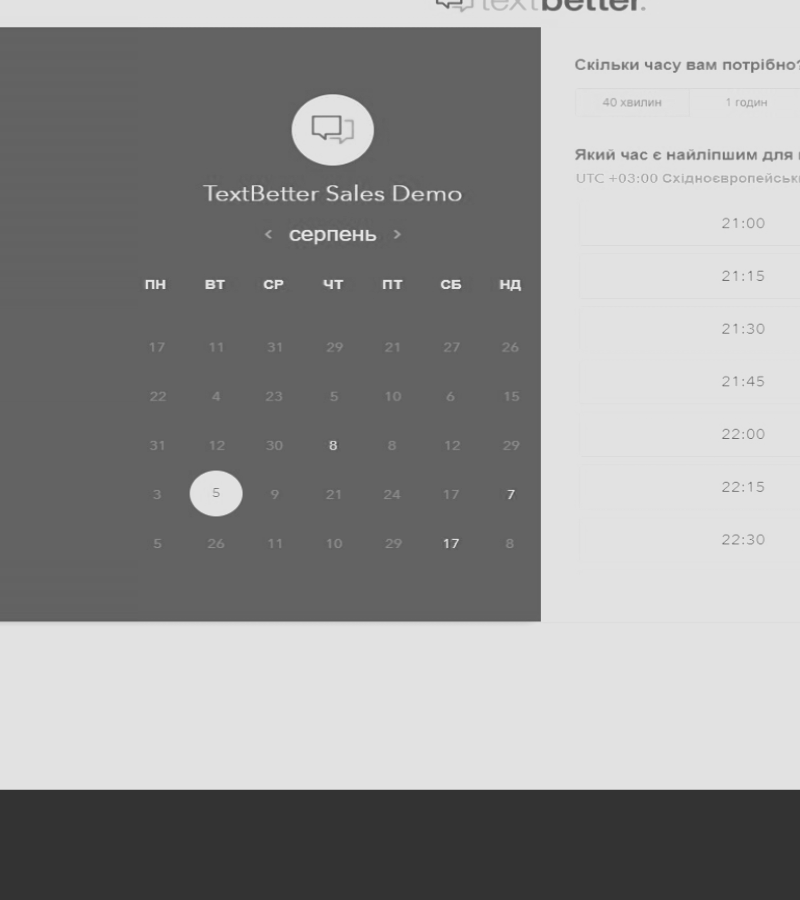 textbetter.
TextBetter Sales Demo
‹ серпень ›
ПН ВТ СР ЧТ ПТ СБ НД
17 11 31 29 21 27 26
22 4 23 5 10 6 15
31 12 30 8 8 12 29
3 5 9 21 24 17 7
5 26 11 10 29 17 8
Скільки часу вам потрібно?
40 хвилин 1 годин
Який час є найліпшим для
UTC +03:00
21:00
21:15
21:30
21:45
22:00
22:15
22:30